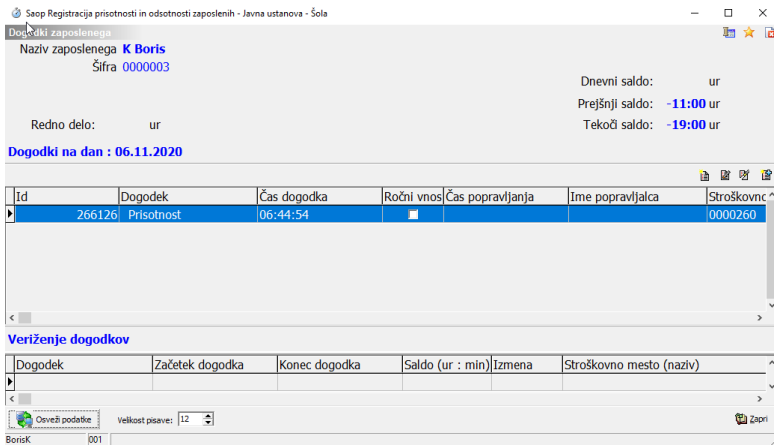 Saop Registracija prisotnosti in odsotnosti zaposlenih - Javna ustanova - Šola
Dogodki zaposlenega
Naziv zaposlenega K Boris
Šifra 0000003
Dnevni saldo: ur
Prejšnji saldo: -11:00 ur
Redno delo: ur Tekoči saldo: -19:00 ur
Dogodki na dan : 06.11.2020
Id Dogodek Čas dogodka Ročni vnos Čas popravljanja Ime popravljalca Stroškovno
266126 Prisotnost 06:44:54 0000260
Veriženje dogodkov
Dogodek Začetek dogodka Konec dogodka Saldo (ur : min) Izmena Stroškovno mesto (naziv)
Osveži podatke Velikost pisave: 12 Zapri
BorisK 001